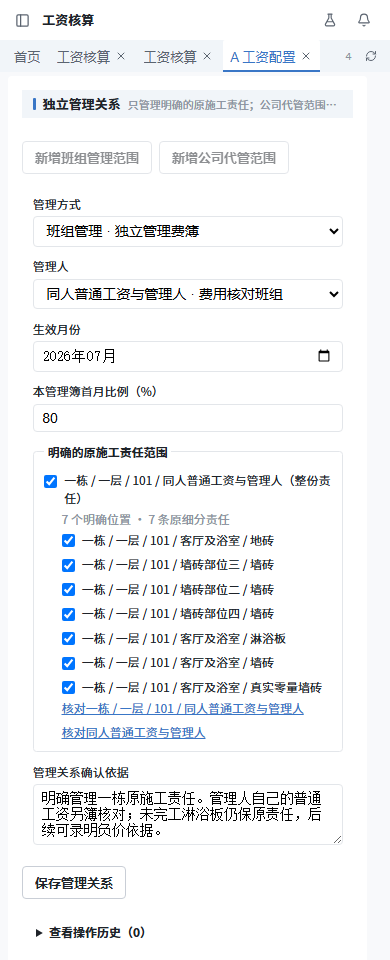 工资核算
首页 工资核算 × 工资核算 × A 工资配置 × 4
独立管理关系 只管理明确的原施工责任；公司代管范围…
新增班组管理范围 新增公司代管范围
管理方式
班组管理 · 独立管理费簿
管理人
同人普通工资与管理人 · 费用核对班组
生效月份
2026年07月
本管理簿首月比例（%）
80
明确的原施工责任范围
一栋 / 一层 / 101 / 同人普通工资与管理人（整份责
任）
7 个明确位置 · 7 条原细分责任
一栋 / 一层 / 101 / 客厅及浴室 / 地砖
一栋 / 一层 / 101 / 墙砖部位三 / 墙砖
一栋 / 一层 / 101 / 墙砖部位二 / 墙砖
一栋 / 一层 / 101 / 墙砖部位四 / 墙砖
一栋 / 一层 / 101 / 客厅及浴室 / 淋浴板
一栋 / 一层 / 101 / 客厅及浴室 / 墙砖
一栋 / 一层 / 101 / 客厅及浴室 / 真实零量墙砖
核对一栋 / 一层 / 101 / 同人普通工资与管理人
核对同人普通工资与管理人
管理关系确认依据
明确管理一栋原施工责任。管理人自己的普通
工资另簿核对；未完工淋浴板仍保原责任，后
续可录明负价依据。
保存管理关系
▶ 查看操作历史（0）